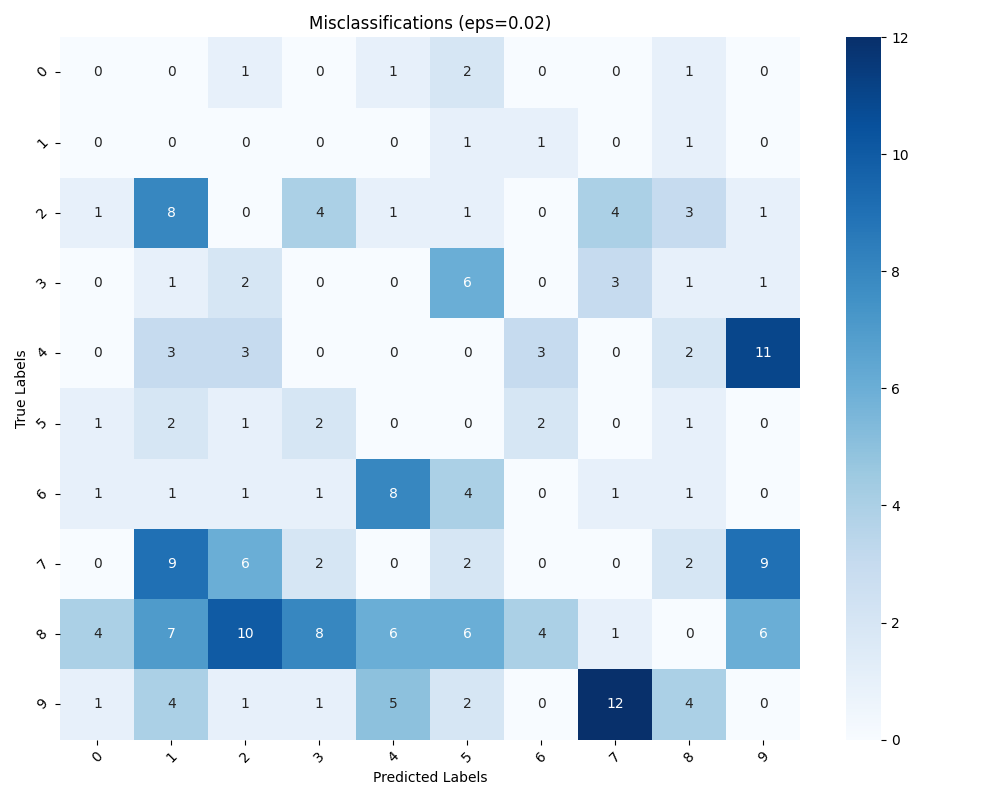 Misclassifications (eps=0.02)
True Labels
0 0 0 1 0 1 2 0 0 1 0
1 0 0 0 0 0 1 1 0 1 0
2 1 8 0 4 1 1 0 4 3 1
3 0 1 2 0 0 6 0 3 1 1
4 0 3 3 0 0 0 3 0 2 11
5 1 2 1 2 0 0 2 0 1 0
6 1 1 1 1 8 4 0 1 1 0
7 0 9 6 2 0 2 0 0 2 9
8 4 7 10 8 6 6 4 1 0 6
9 1 4 1 1 5 2 0 12 4 0
0 1 2 3 4 5 6 7 8 9
Predicted Labels
12
10
8
6
4
2
0